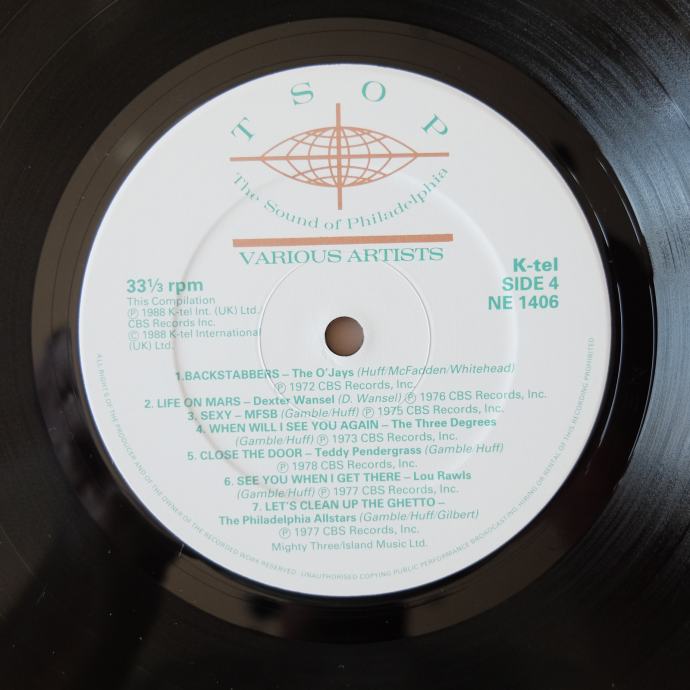 TSOP
The Sound of Philadelphia
VARIOUS ARTISTS
33⅓ rpm
This Compilation
℗ 1988 K-tel Int. (UK) Ltd./
CBS Records Inc.
© 1988 K-tel International
(UK) Ltd.
K-tel
SIDE 4
NE 1406
1.BACKSTABBERS – The O'Jays (Huff/McFadden/Whitehead)
℗ 1972 CBS Records, Inc.
2. LIFE ON MARS – Dexter Wansel (D. Wansel) ℗ 1976 CBS Records, Inc.
3. SEXY – MFSB (Gamble/Huff) ℗ 1975 CBS Records, Inc.
4. WHEN WILL I SEE YOU AGAIN – The Three Degrees
(Gamble/Huff) ℗ 1973 CBS Records, Inc.
5. CLOSE THE DOOR – Teddy Pendergrass (Gamble/Huff)
℗ 1978 CBS Records, Inc.
6. SEE YOU WHEN I GET THERE – Lou Rawls
(Gamble/Huff) ℗ 1977 CBS Records, Inc.
7. LET'S CLEAN UP THE GHETTO –
The Philadelphia Allstars (Gamble/Huff/Gilbert)
℗ 1977 CBS Records, Inc.
Mighty Three/Island Music Ltd.
ALL RIGHTS OF THE PRODUCER AND OF THE OWNER OF THE RECORDED WORK RESERVED. UNAUTHORISED COPYING PUBLIC PERFORMANCE BROADCASTING, HIRING OR RENTAL OF THIS RECORDING PROHIBITED